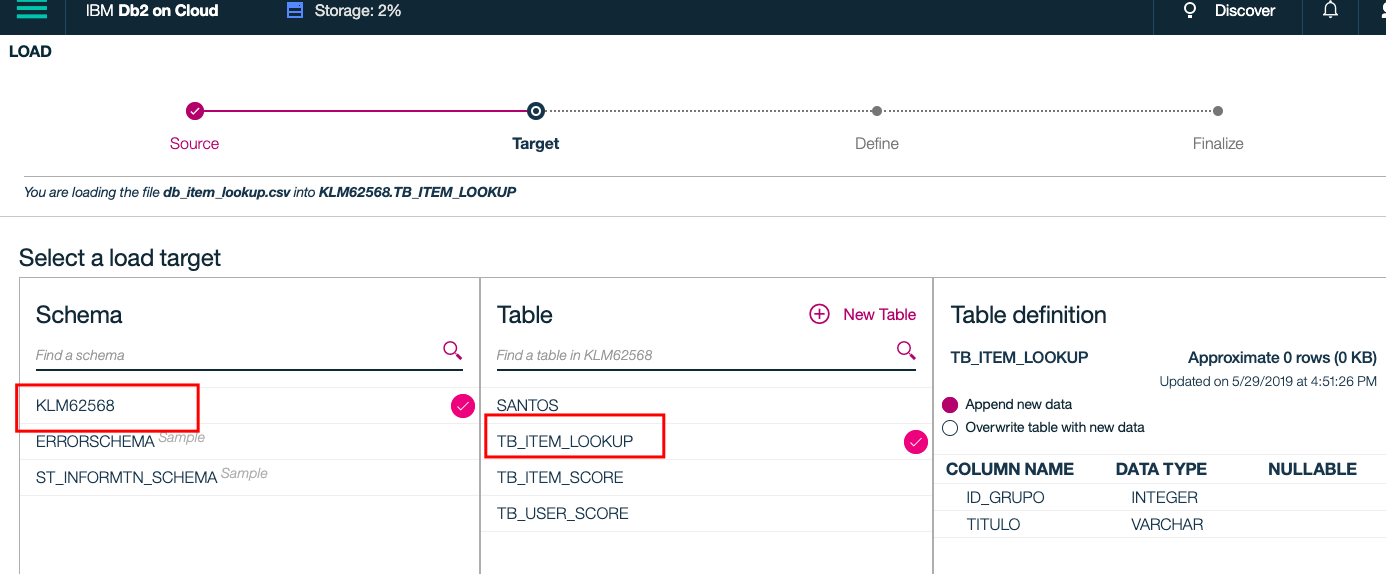 IBM Db2 on Cloud
Storage: 2%
Discover
LOAD
Source
Target
Define
Finalize
You are loading the file db_item_lookup.csv into KLM62568.TB_ITEM_LOOKUP
Select a load target
Schema
Find a schema
KLM62568
ERRORSCHEMA Sample
ST_INFORMTN_SCHEMA Sample
Table
New Table
Find a table in KLM62568
SANTOS
TB_ITEM_LOOKUP
TB_ITEM_SCORE
TB_USER_SCORE
Table definition
TB_ITEM_LOOKUP Approximate 0 rows (0 KB)
Updated on 5/29/2019 at 4:51:26 PM
Append new data
Overwrite table with new data
COLUMN NAME DATA TYPE NULLABLE
ID_GRUPO INTEGER
TITULO VARCHAR